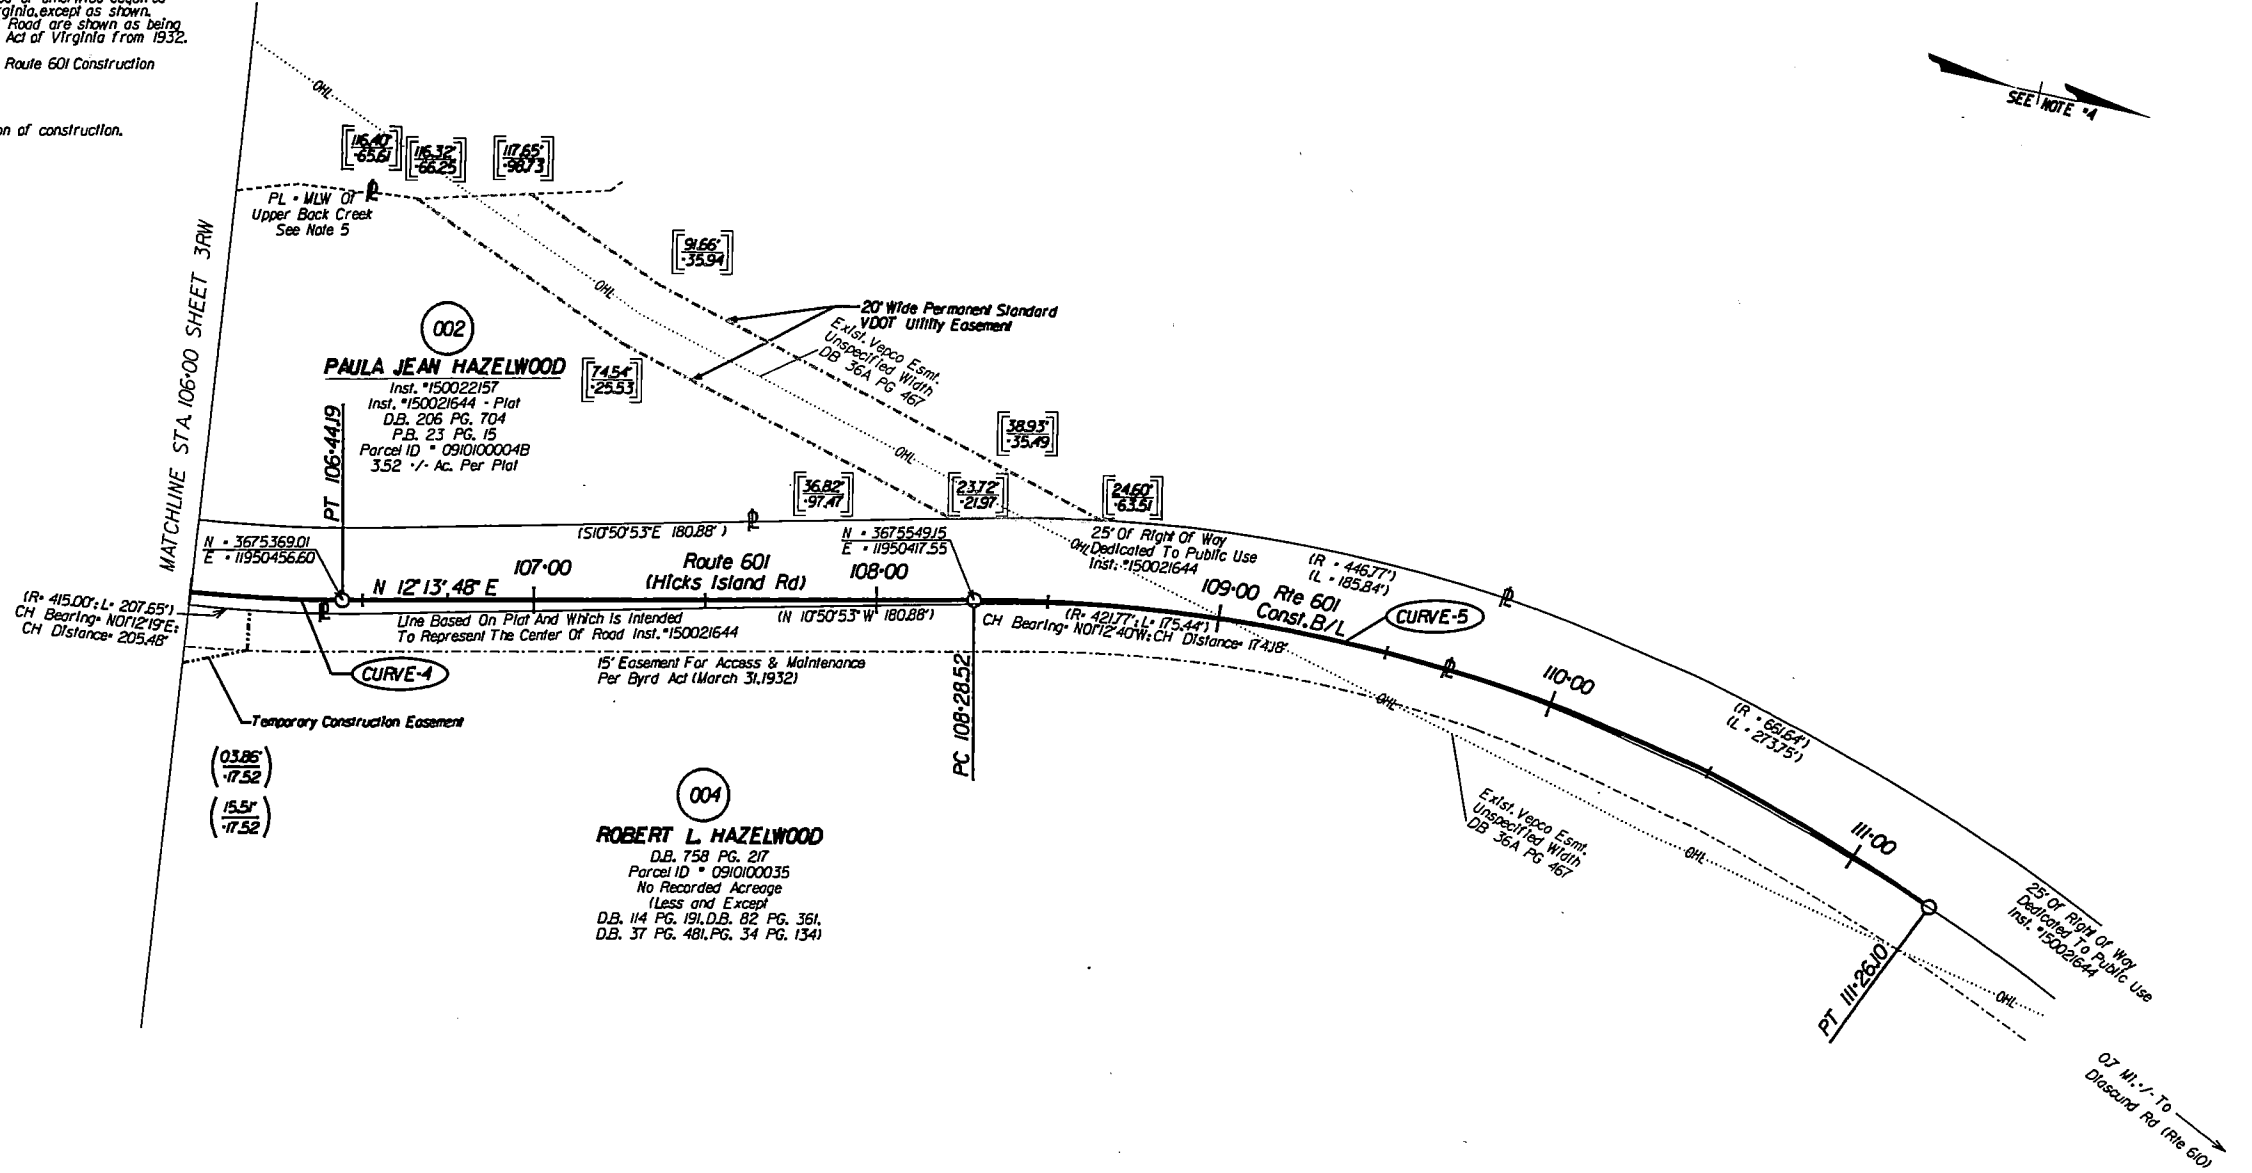 rginia, except as shown.
Road are shown as being
Act of Virginia from 1932.
Route 601 Construction
on of construction.
SEE NOTE #4
MATCHLINE STA. 106+00 SHEET 3RW
OHL
116.40'
+65.61
116.32'
+66.25
117.65'
+98.73
PL = MLW Of
Upper Back Creek
See Note 5
91.66'
+35.94
OHL
20' Wide Permanent Standard
VDOT Utility Easement
Exist. Vepco Esmt.
Unspecified Width
DB 36A PG 467
002
PAULA JEAN HAZELWOOD
Inst. #150022157
Inst. #150021644 - Plat
D.B. 206 PG. 704
P.B. 23 PG. 15
Parcel ID # 0910100004B
3.52 +/- Ac. Per Plat
74.54'
+25.53
PT 106+44.19
38.93'
+35.49
OHL
36.82'
+97.47
23.72'
+21.97
24.60'
+63.51
N = 3675369.01
E = 11950456.60
(S10°50'53"E 180.88')
N = 3675549.15
E = 11950417.55
25' Of Right Of Way
Dedicated To Public Use
Inst. #150021644
OHL
(R = 446.77')
(L = 185.84')
N 12°13' 48" E
107+00
Route 601
(Hicks Island Rd)
108+00
109+00
Rte 601
Const. B/L
CURVE-5
(R= 415.00'; L= 207.65')
CH Bearing= N01°12'19"E;
CH Distance= 205.48'
Line Based On Plat And Which Is Intended
To Represent The Center Of Road Inst. #150021644
(N 10°50'53" W 180.88')
(R= 421.77'; L= 175.44')
CH Bearing= N01°12'40"W; CH Distance= 174.18'
CURVE-4
15' Easement For Access & Maintenance
Per Byrd Act (March 31, 1932)
PC 108+28.52
Temporary Construction Easement
03.86'
+17.52
15.51'
+17.52
004
ROBERT L. HAZELWOOD
D.B. 758 PG. 217
Parcel ID # 0910100035
No Recorded Acreage
(Less and Except
D.B. 114 PG. 191, D.B. 82 PG. 361,
D.B. 37 PG. 481, PG. 34 PG. 134)
OHL
110+00
(R = 661.64')
(L = 273.75')
Exist. Vepco Esmt.
Unspecified Width
DB 36A PG 467
OHL
111+00
25' Of Right Of Way
Dedicated To Public Use
Inst. #150021644
PT 111+26.10
OHL
0.7 Mi. +/- To
Diascund Rd (Rte 610)